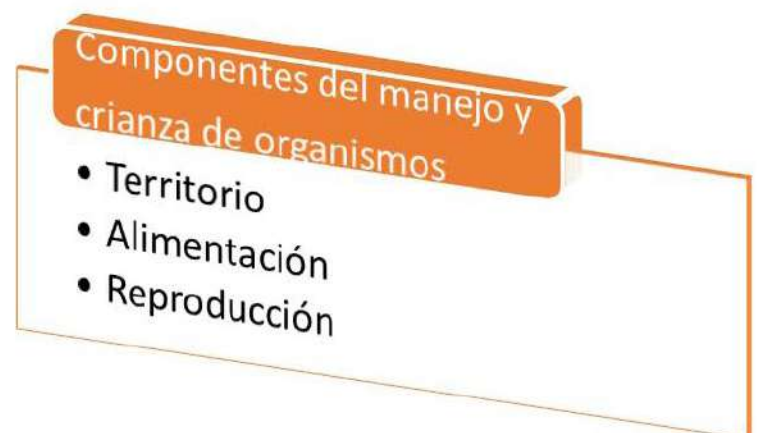 Componentes del manejo y
crianza de organismos
• Territorio
• Alimentación
• Reproducción